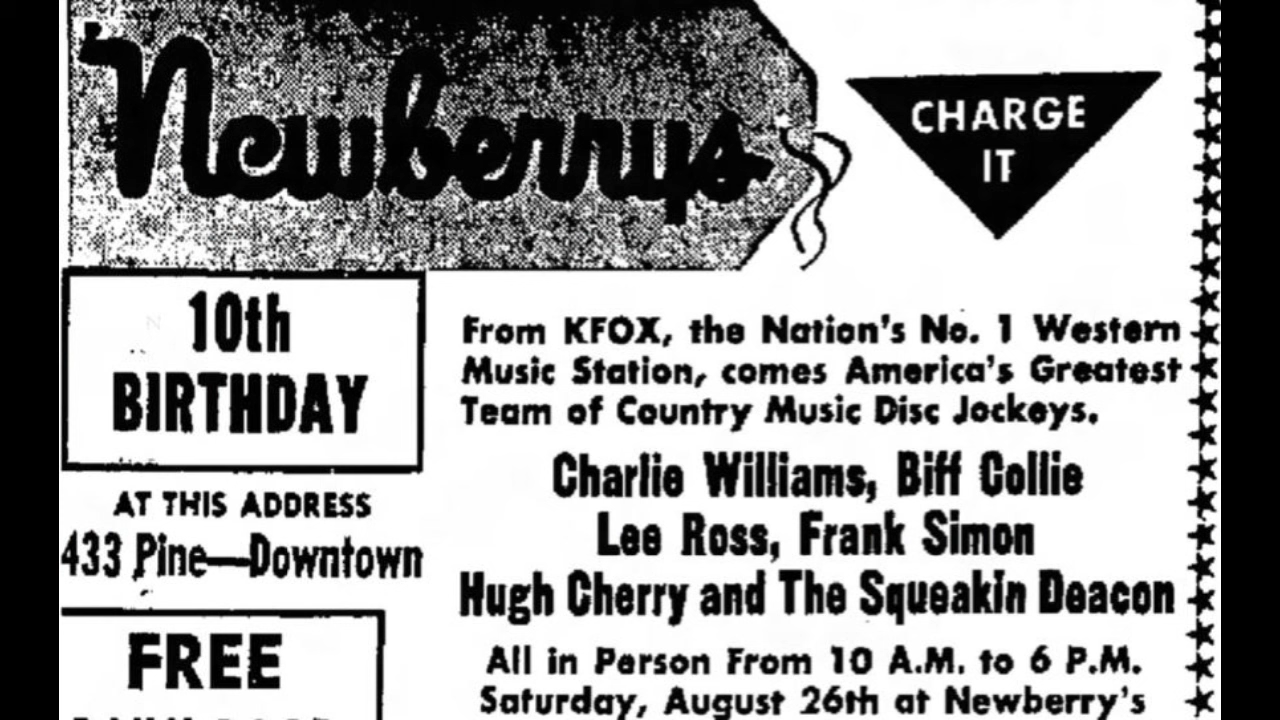 Newberrys
CHARGE
IT
10th
BIRTHDAY
AT THIS ADDRESS
433 Pine—Downtown
FREE
From KFOX, the Nation's No. 1 Western
Music Station, comes America's Greatest
Team of Country Music Disc Jockeys.
Charlie Williams, Biff Collie
Lee Ross, Frank Simon
Hugh Cherry and The Squeakin Deacon
All in Person From 10 A.M. to 6 P.M.
Saturday, August 26th at Newberry's